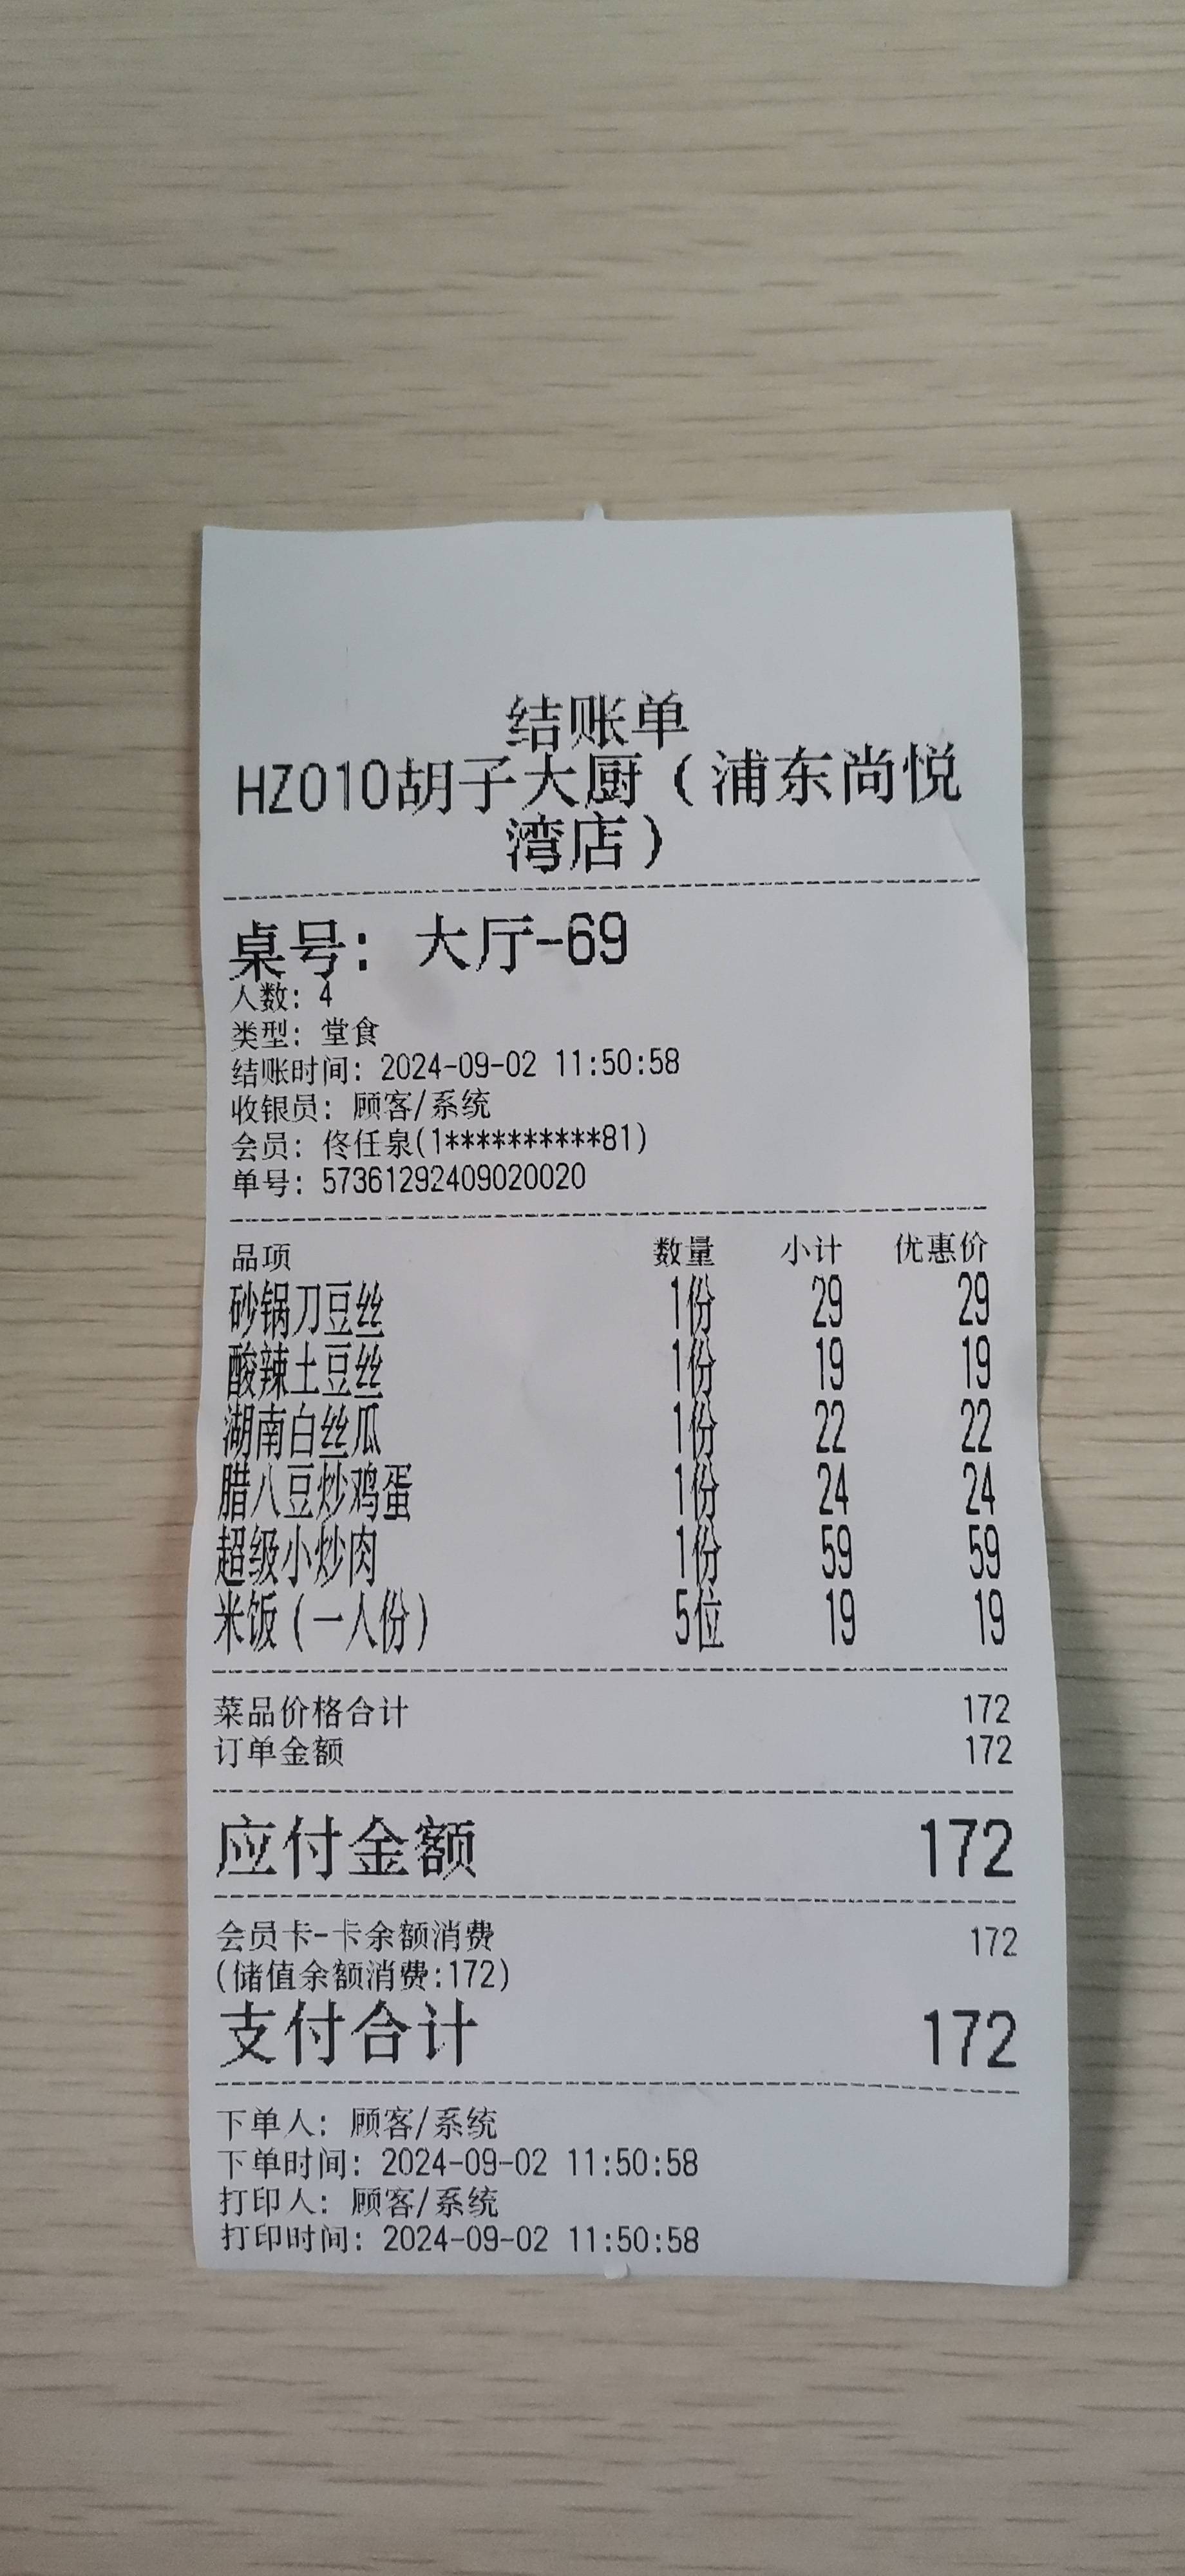 结账单
HZ010胡子大厨（浦东尚悦
湾店）
桌号： 大厅-69
人数: 4
类型: 堂食
结账时间: 2024-09-02 11:50:58
收银员: 顾客/系统
会员: 佟任泉(1**********81)
单号: 57361292409020020
品项 数量 小计 优惠价
砂锅刀豆丝 1份 29 29
酸辣土豆丝 1份 19 19
湖南白丝瓜 1份 22 22
腊八豆炒鸡蛋 1份 24 24
超级小炒肉 1份 59 59
米饭（一人份） 5位 19 19
菜品价格合计 172
订单金额 172
应付金额 172
会员卡-卡余额消费 172
(储值余额消费:172)
支付合计 172
下单人: 顾客/系统
下单时间: 2024-09-02 11:50:58
打印人: 顾客/系统
打印时间: 2024-09-02 11:50:58